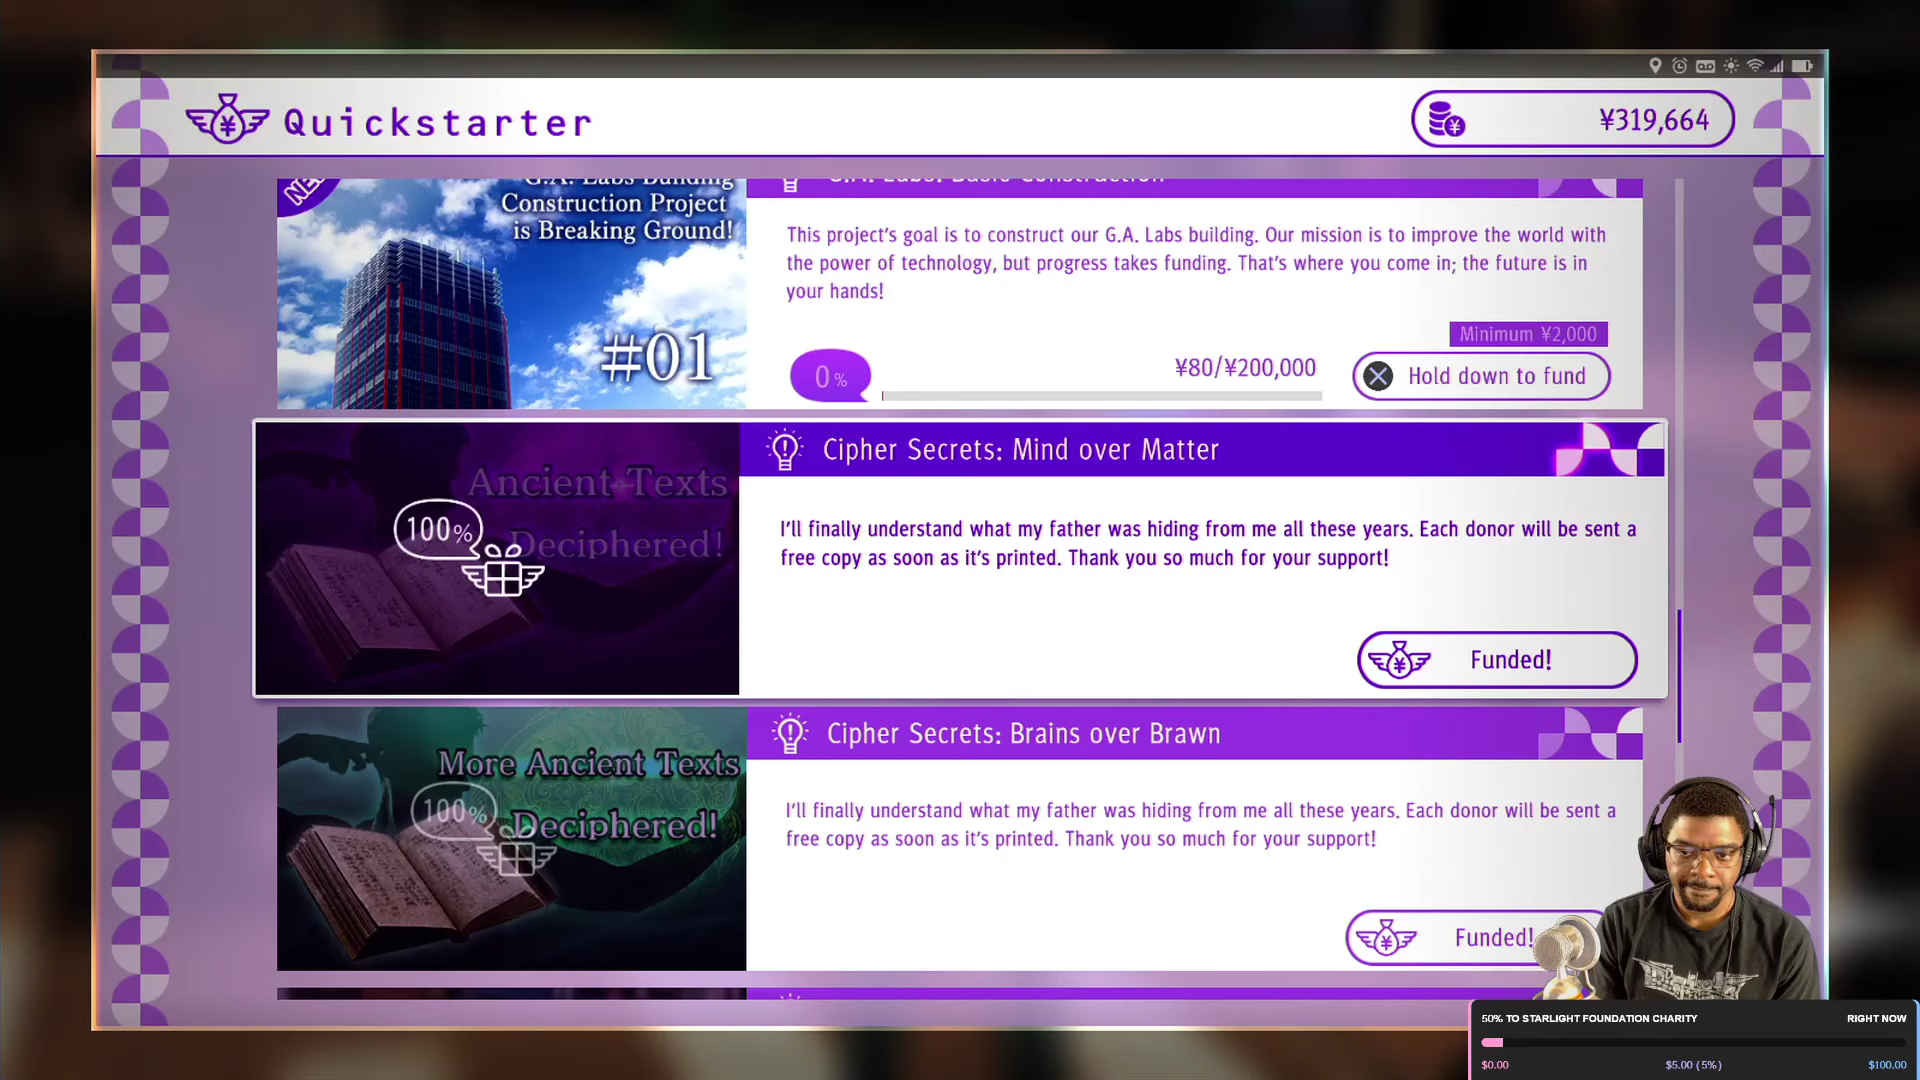 Quickstarter
¥319,664
NEW
G.A. Labs Building
Construction Project
is Breaking Ground!
#01
G.A. Labs: Basic Construction
This project's goal is to construct our G.A. Labs building. Our mission is to improve the world with
the power of technology, but progress takes funding. That's where you come in; the future is in
your hands!
Minimum ¥2,000
0%
¥80/¥200,000
Hold down to fund
Ancient Texts
Deciphered!
100%
Cipher Secrets: Mind over Matter
I'll finally understand what my father was hiding from me all these years. Each donor will be sent a
free copy as soon as it's printed. Thank you so much for your support!
Funded!
More Ancient Texts
Deciphered!
100%
Cipher Secrets: Brains over Brawn
I'll finally understand what my father was hiding from me all these years. Each donor will be sent a
free copy as soon as it's printed. Thank you so much for your support!
Funded!
50% TO STARLIGHT FOUNDATION CHARITY
RIGHT NOW
$0.00
$5.00 (5%)
$100.00